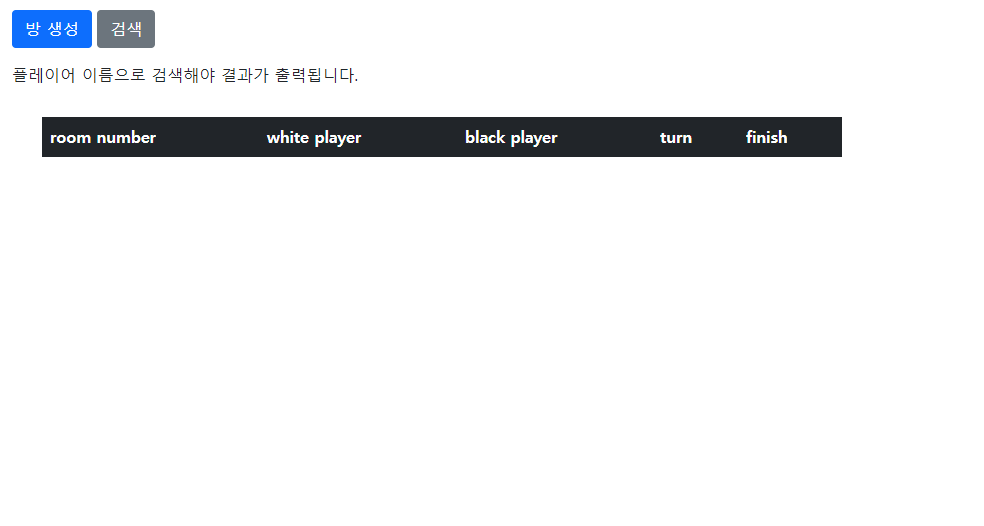 방 생성 검색
플레이어 이름으로 검색해야 결과가 출력됩니다.
room number white player black player turn finish